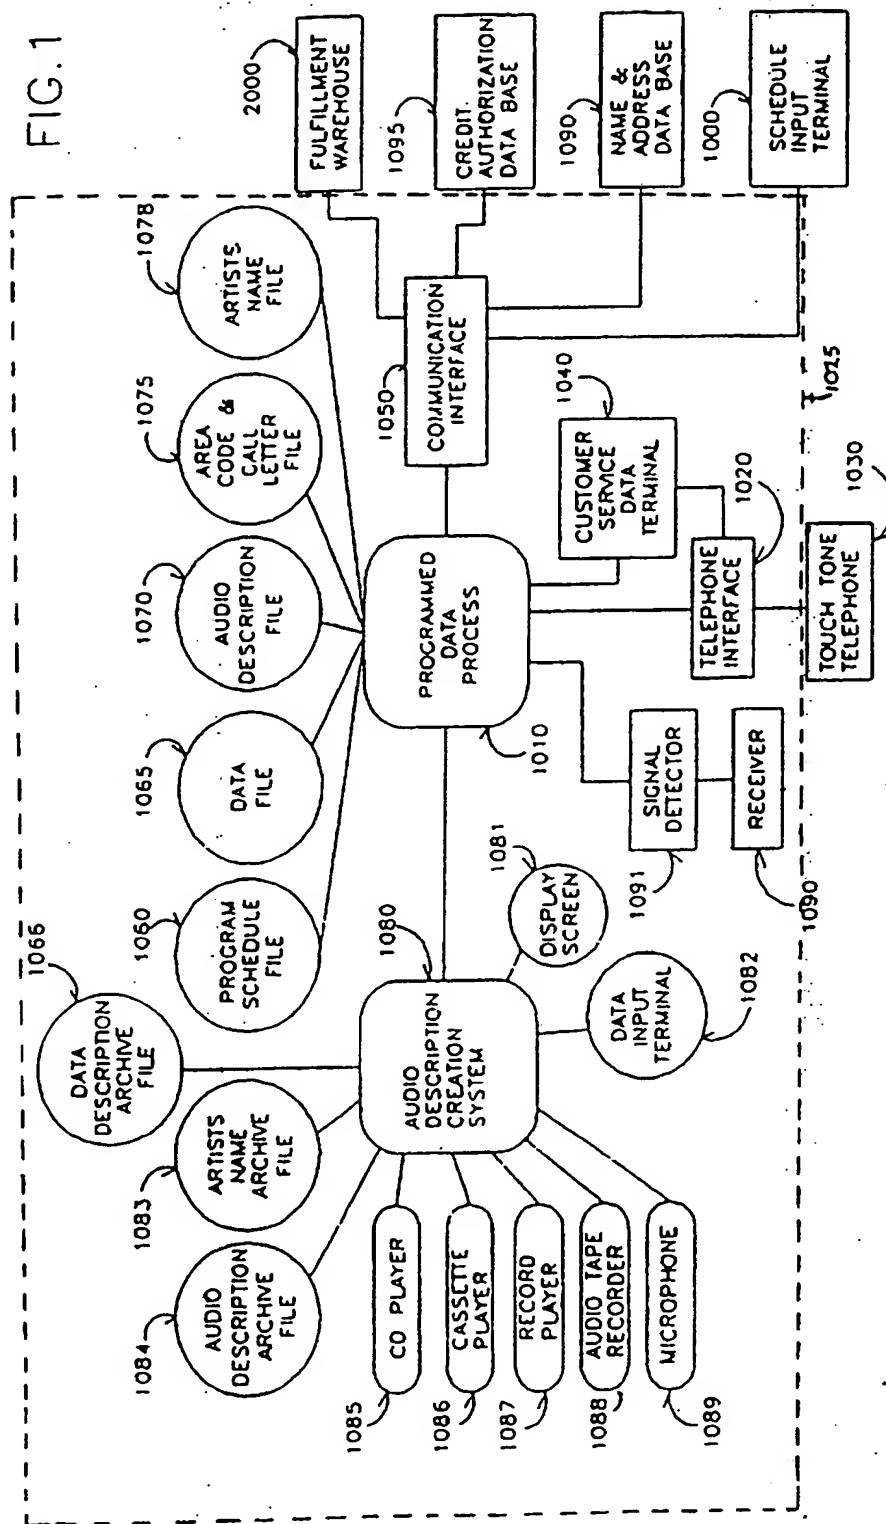 FIG. 1
1066
DATA
DESCRIPTION
ARCHIVE
FILE
1084
AUDIO
DESCRIPTION
ARCHIVE
FILE
1083
ARTISTS
NAME
ARCHIVE
FILE
1060
PROGRAM
SCHEDULE
FILE
1065
DATA
FILE
1070
AUDIO
DESCRIPTION
FILE
1075
AREA
CODE &
CALL
LETTER
FILE
1078
ARTISTS
NAME
FILE
2000
FULFILLMENT
WAREHOUSE
1095
CREDIT
AUTHORIZATION
DATA BASE
1090
NAME &
ADDRESS
DATA BASE
1000
SCHEDULE
INPUT
TERMINAL
1080
AUDIO
DESCRIPTION
CREATION
SYSTEM
1010
PROGRAMMED
DATA
PROCESS
1050
COMMUNICATION
INTERFACE
1085
CD PLAYER
1086
CASSETTE
PLAYER
1087
RECORD
PLAYER
1088
AUDIO TAPE
RECORDER
1089
MICROPHONE
1081
DISPLAY
SCREEN
1082
DATA
INPUT
TERMINAL
1091
SIGNAL
DETECTOR
1090
RECEIVER
1040
CUSTOMER
SERVICE
DATA
TERMINAL
1020
TELEPHONE
INTERFACE
1025
1030
TOUCH TONE
TELEPHONE